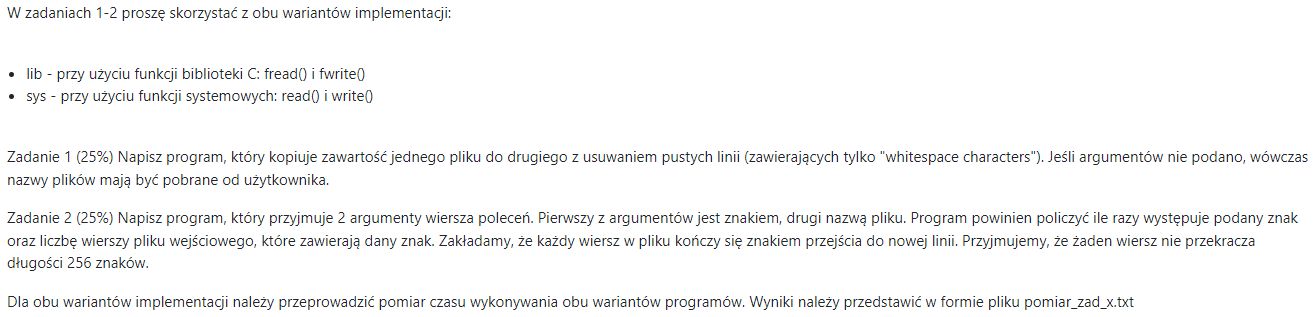 W zadaniach 1-2 proszę skorzystać z obu wariantów implementacji:
• lib - przy użyciu funkcji biblioteki C: fread() i fwrite()
• sys - przy użyciu funkcji systemowych: read() i write()
Zadanie 1 (25%) Napisz program, który kopiuje zawartość jednego pliku do drugiego z usuwaniem pustych linii (zawierających tylko "whitespace characters"). Jeśli argumentów nie podano, wówczas
nazwy plików mają być pobrane od użytkownika.
Zadanie 2 (25%) Napisz program, który przyjmuje 2 argumenty wiersza poleceń. Pierwszy z argumentów jest znakiem, drugi nazwą pliku. Program powinien policzyć ile razy występuje podany znak
oraz liczbę wierszy pliku wejściowego, które zawierają dany znak. Zakładamy, że każdy wiersz w pliku kończy się znakiem przejścia do nowej linii. Przyjmujemy, że żaden wiersz nie przekracza
długości 256 znaków.
Dla obu wariantów implementacji należy przeprowadzić pomiar czasu wykonywania obu wariantów programów. Wyniki należy przedstawić w formie pliku pomiar_zad_x.txt